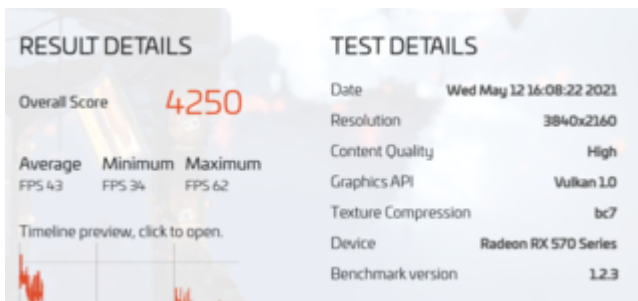 RESULT DETAILS
Overall Score 4250
Average Minimum Maximum
FPS 43 FPS 34 FPS 62
Timeline preview, click to open.
TEST DETAILS
Date Wed May 12 16:08:22 2021
Resolution 3840x2160
Content Quality High
Graphics API Vulkan 1.0
Texture Compression bc7
Device Radeon RX 570 Series
Benchmark version 1.2.3